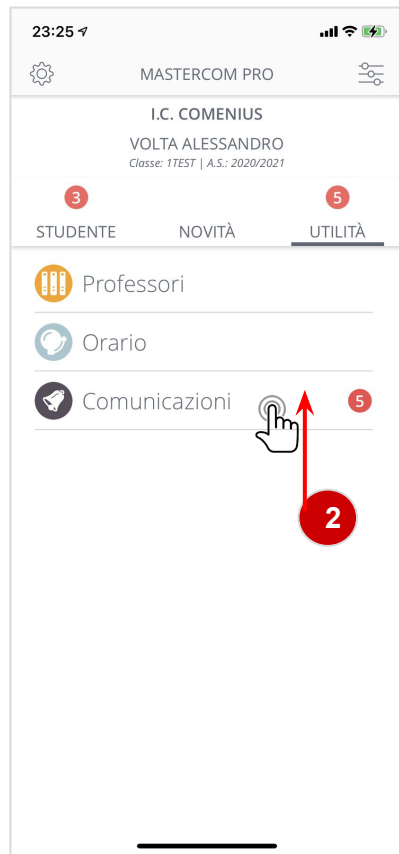 23:25
MASTERCOM PRO
I.C. COMENIUS
VOLTA ALESSANDRO
Classe: 1TEST | A.S.: 2020/2021
3 5
STUDENTE NOVITÀ UTILITÀ
Professori
Orario
Comunicazioni 5
2